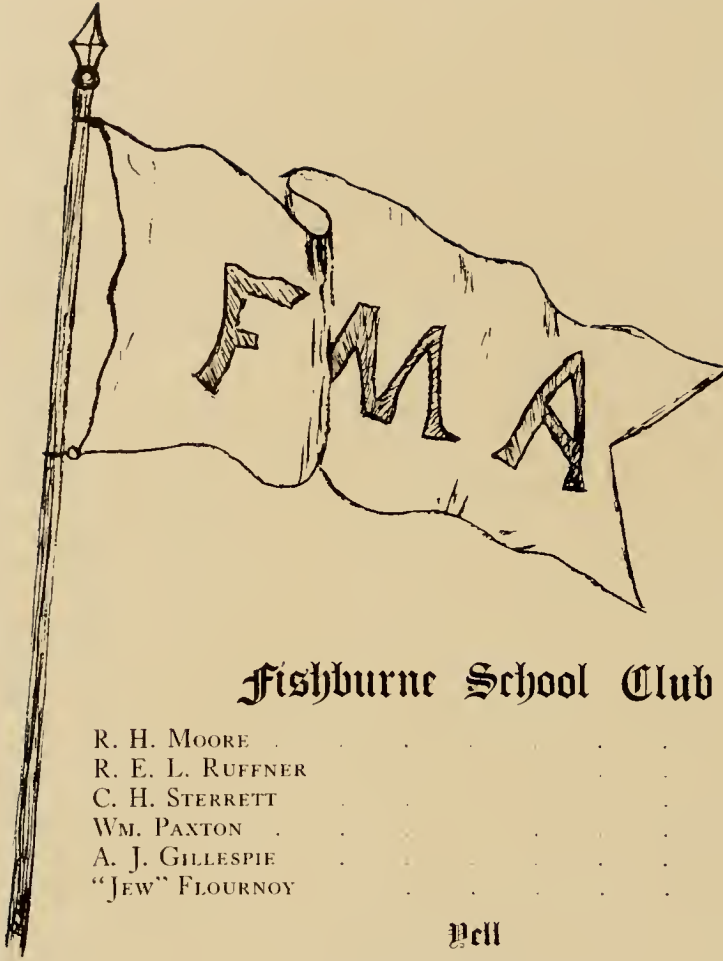 FMA
Fishburne School Club
R. H. MOORE . . . . . . .
R. E. L. RUFFNER . .
C. H. STERRETT . . .
WM. PAXTON . . . . . .
A. J. GILLESPIE . . . . . .
"JEW" FLOURNOY . . . . .
Yell